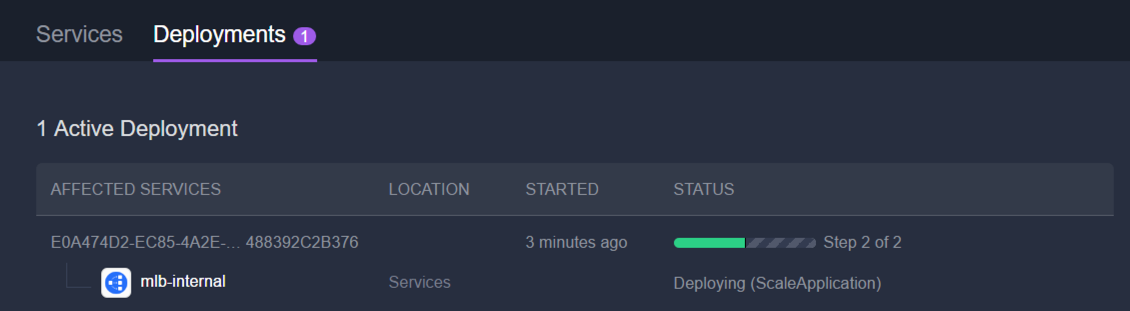 Services Deployments 1
1 Active Deployment
AFFECTED SERVICES LOCATION STARTED STATUS
E0A474D2-EC85-4A2E-... 488392C2B376 3 minutes ago Step 2 of 2
mlb-internal Services Deploying (ScaleApplication)